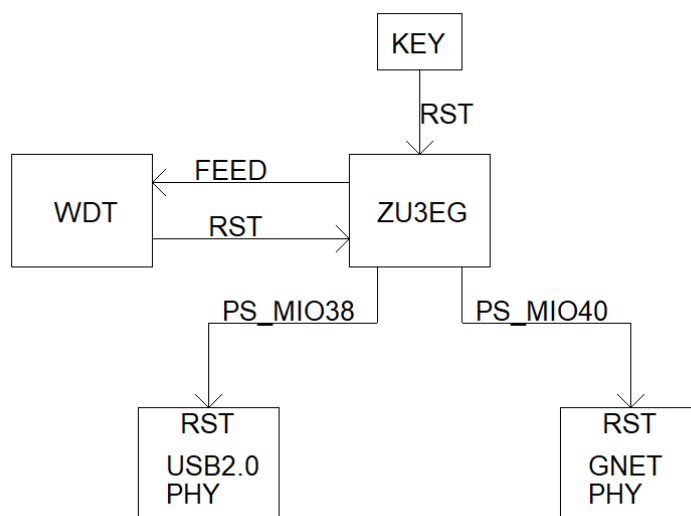 KEY
RST
FEED
WDT
ZU3EG
RST
PS_MIO38
PS_MIO40
RST
USB2.0
PHY
RST
GNET
PHY